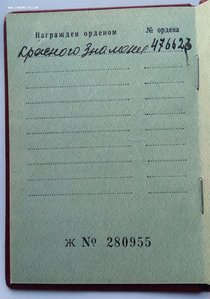 Награжден орденом № ордена
Красного Знамени 476623
Ж № 280955